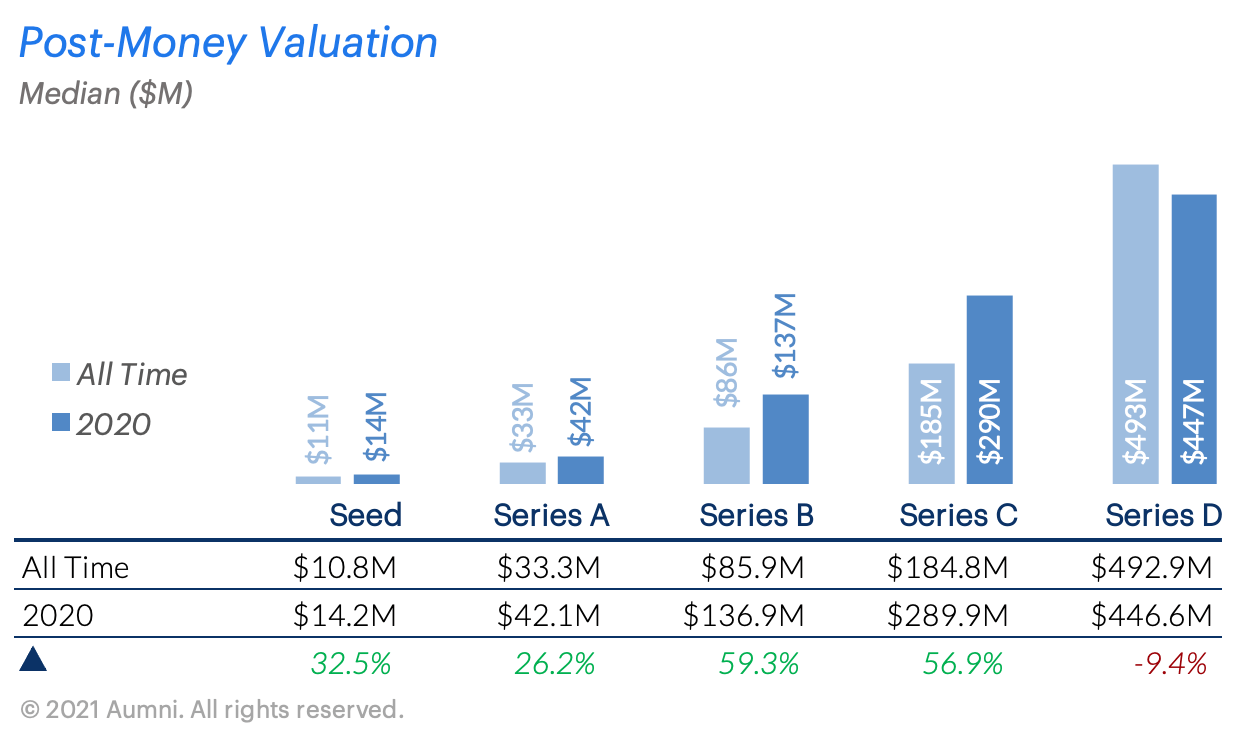 Post-Money Valuation
Median ($M)
All Time
2020
$11M $14M $33M $42M $86M $137M $185M $290M $493M $447M
Seed Series A Series B Series C Series D
All Time $10.8M $33.3M $85.9M $184.8M $492.9M
2020 $14.2M $42.1M $136.9M $289.9M $446.6M
▲ 32.5% 26.2% 59.3% 56.9% -9.4%
© 2021 Aumni. All rights reserved.